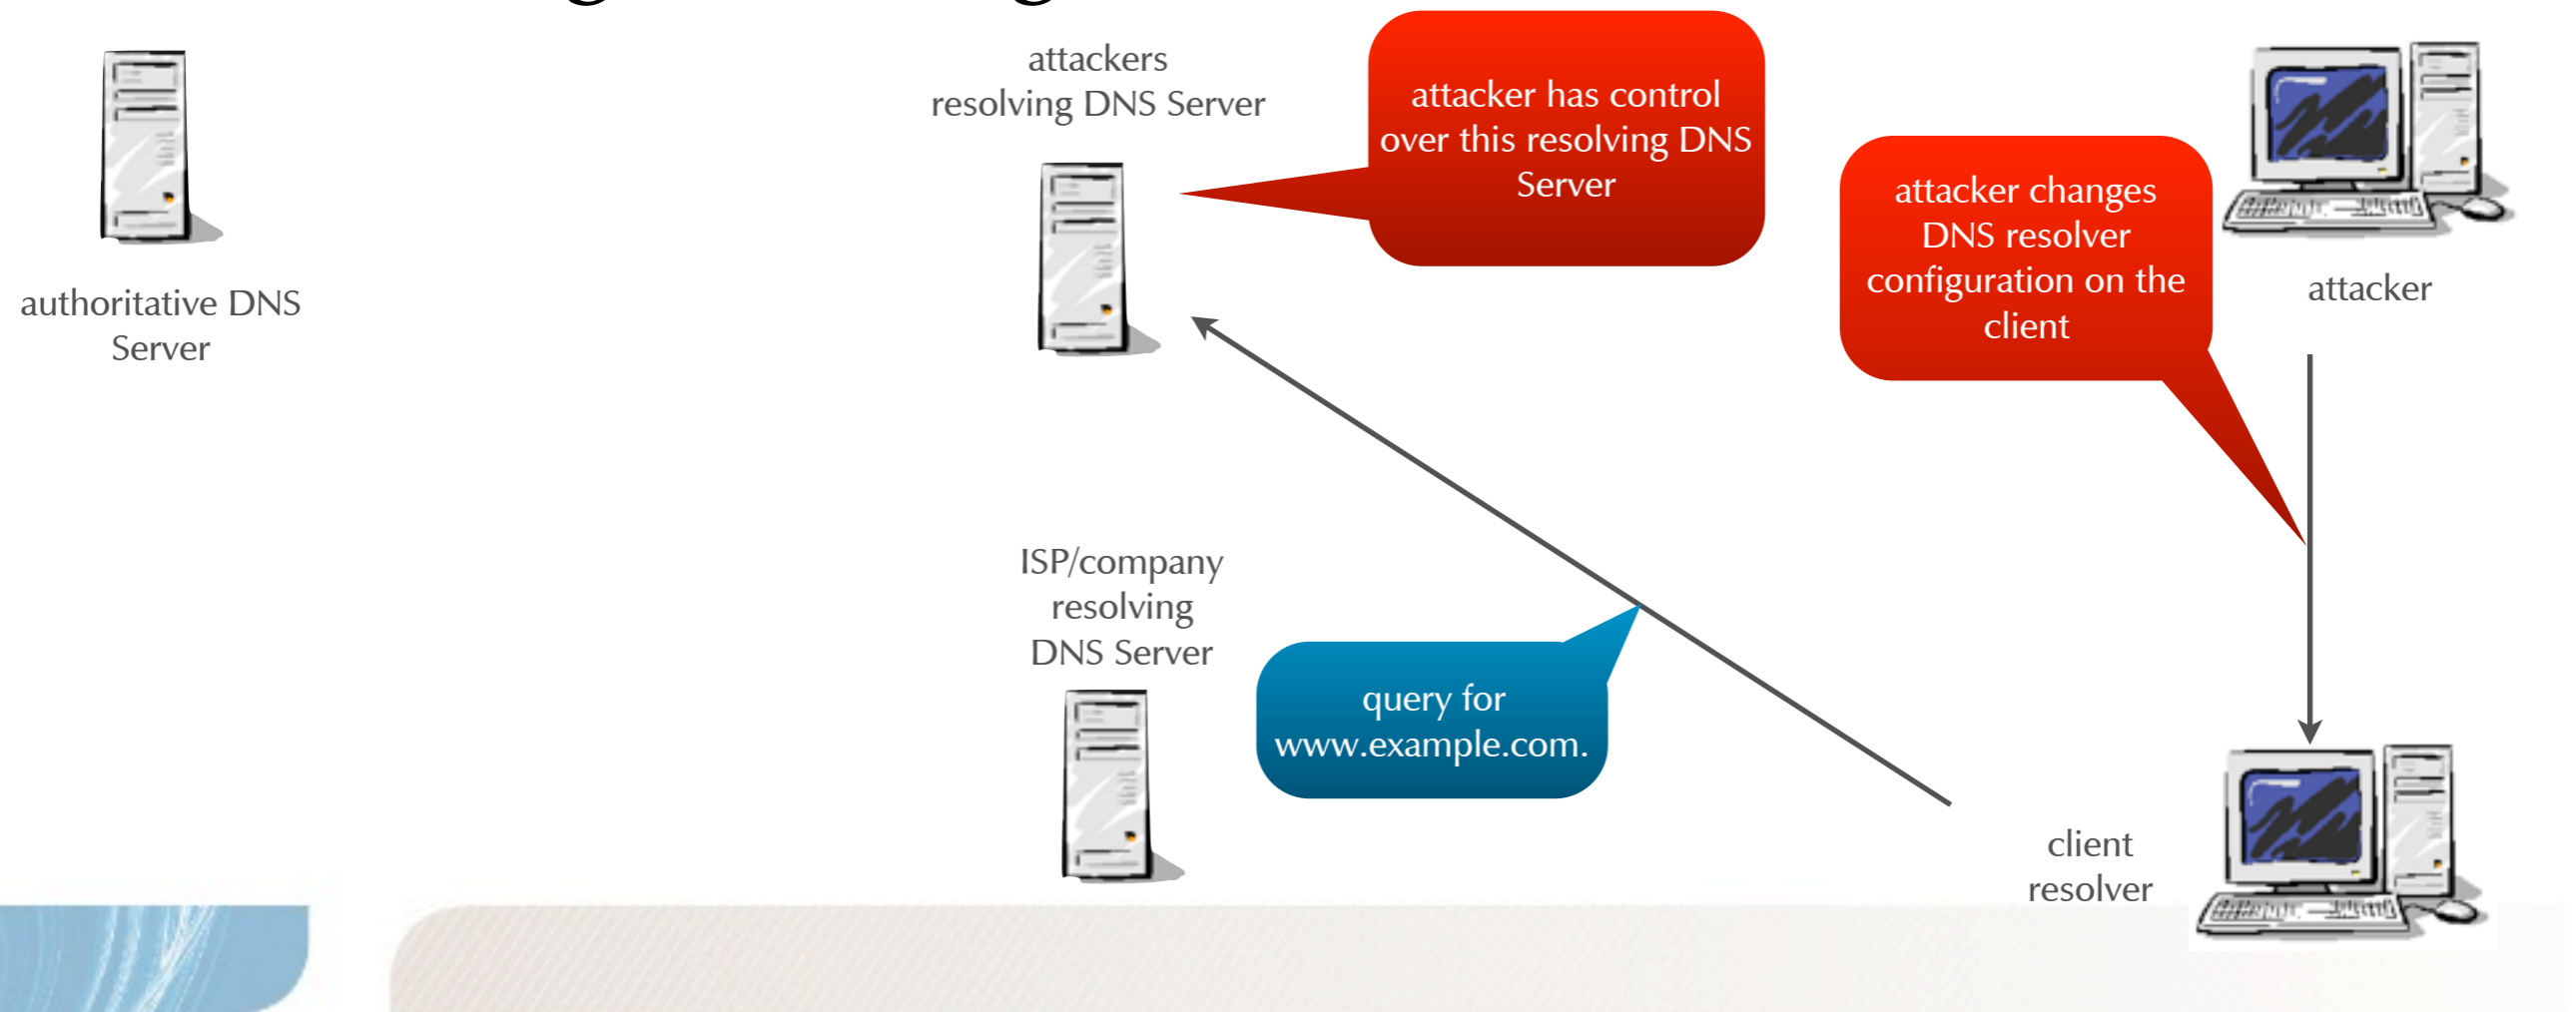 attackers
resolving DNS Server
attacker has control
over this resolving DNS
Server
attacker changes
DNS resolver
configuration on the
client
attacker
authoritative DNS
Server
ISP/company
resolving
DNS Server
query for
www.example.com.
client
resolver